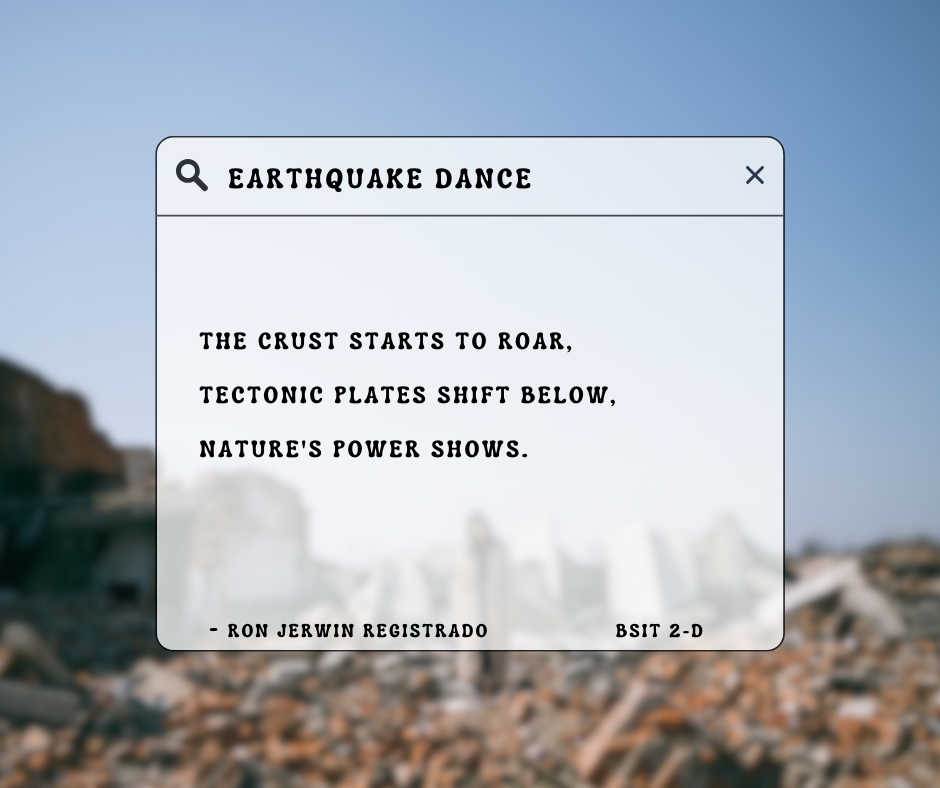 EARTHQUAKE DANCE
THE CRUST STARTS TO ROAR,
TECTONIC PLATES SHIFT BELOW,
NATURE'S POWER SHOWS.
- RON JERWIN REGISTRADO BSIT 2-D